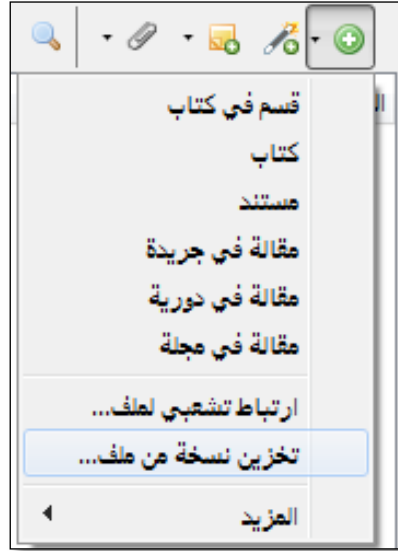 قسم في كتاب
كتاب
مستند
مقالة في جريدة
مقالة في دورية
مقالة في مجلة
ارتباط تشعبي لملف...
تخزين نسخة من ملف...
المزيد